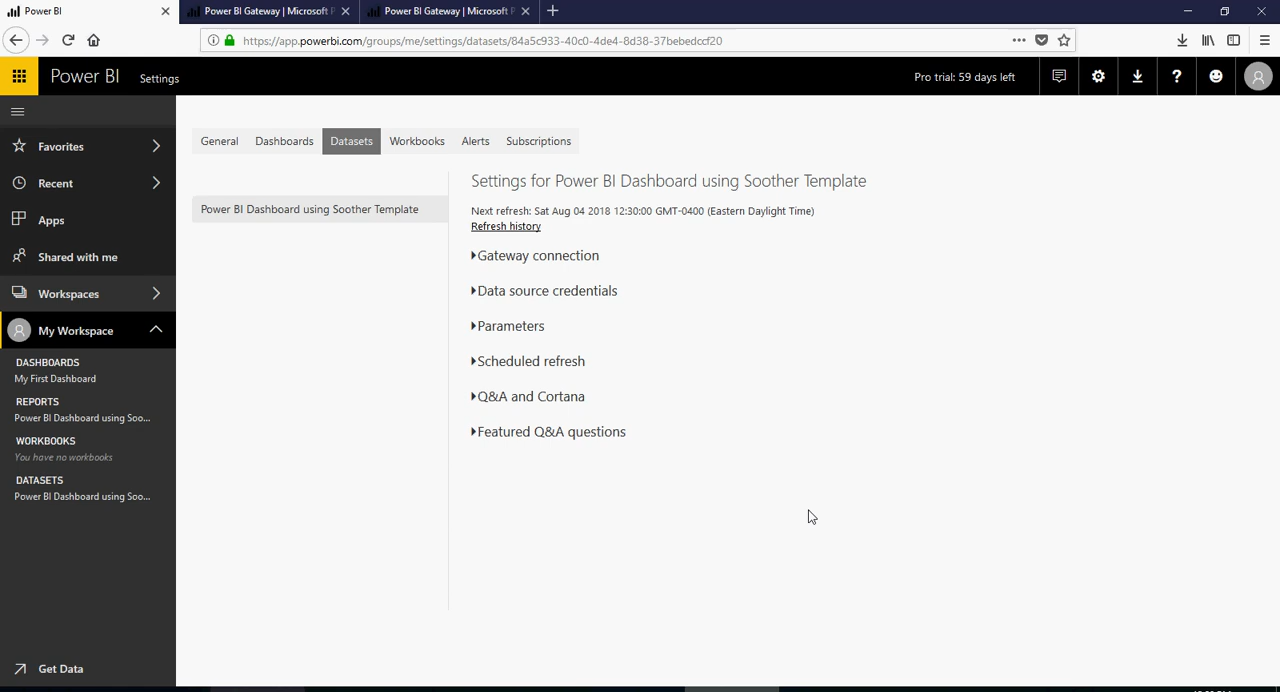 Power BI
Power BI Gateway | Microsoft P
Power BI Gateway | Microsoft P
https://app.powerbi.com/groups/me/settings/datasets/84a5c933-40c0-4de4-8d38-37bebedccf20
Power BI
Settings
Pro trial: 59 days left
Favorites
Recent
Apps
Shared with me
Workspaces
My Workspace
DASHBOARDS
My First Dashboard
REPORTS
Power BI Dashboard using Soo...
WORKBOOKS
You have no workbooks
DATASETS
Power BI Dashboard using Soo...
Get Data
General
Dashboards
Datasets
Workbooks
Alerts
Subscriptions
Power BI Dashboard using Soother Template
Settings for Power BI Dashboard using Soother Template
Next refresh: Sat Aug 04 2018 12:30:00 GMT-0400 (Eastern Daylight Time)
Refresh history
Gateway connection
Data source credentials
Parameters
Scheduled refresh
Q&A and Cortana
Featured Q&A questions